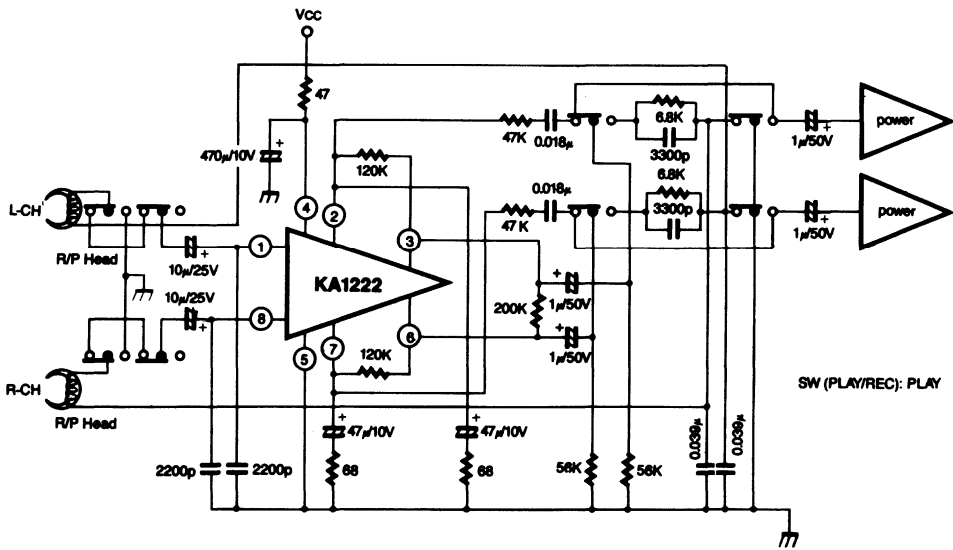 Vcc
47
470μ/10V
+
120K
47K
0.018μ
6.8K
3300p
1μ/50V
+
power
L-CH
R/P Head
10μ/25V
+
10μ/25V
+
4
2
1
3
KA1222
8
6
5
7
47 K
0.018μ
6.8K
3300p
1μ/50V
+
power
200K
+
1μ/50V
+
1μ/50V
120K
R-CH
R/P Head
SW (PLAY/REC): PLAY
2200p
2200p
+
47μ/10V
68
+
47μ/10V
68
56K
56K
0.039μ
0.039μ